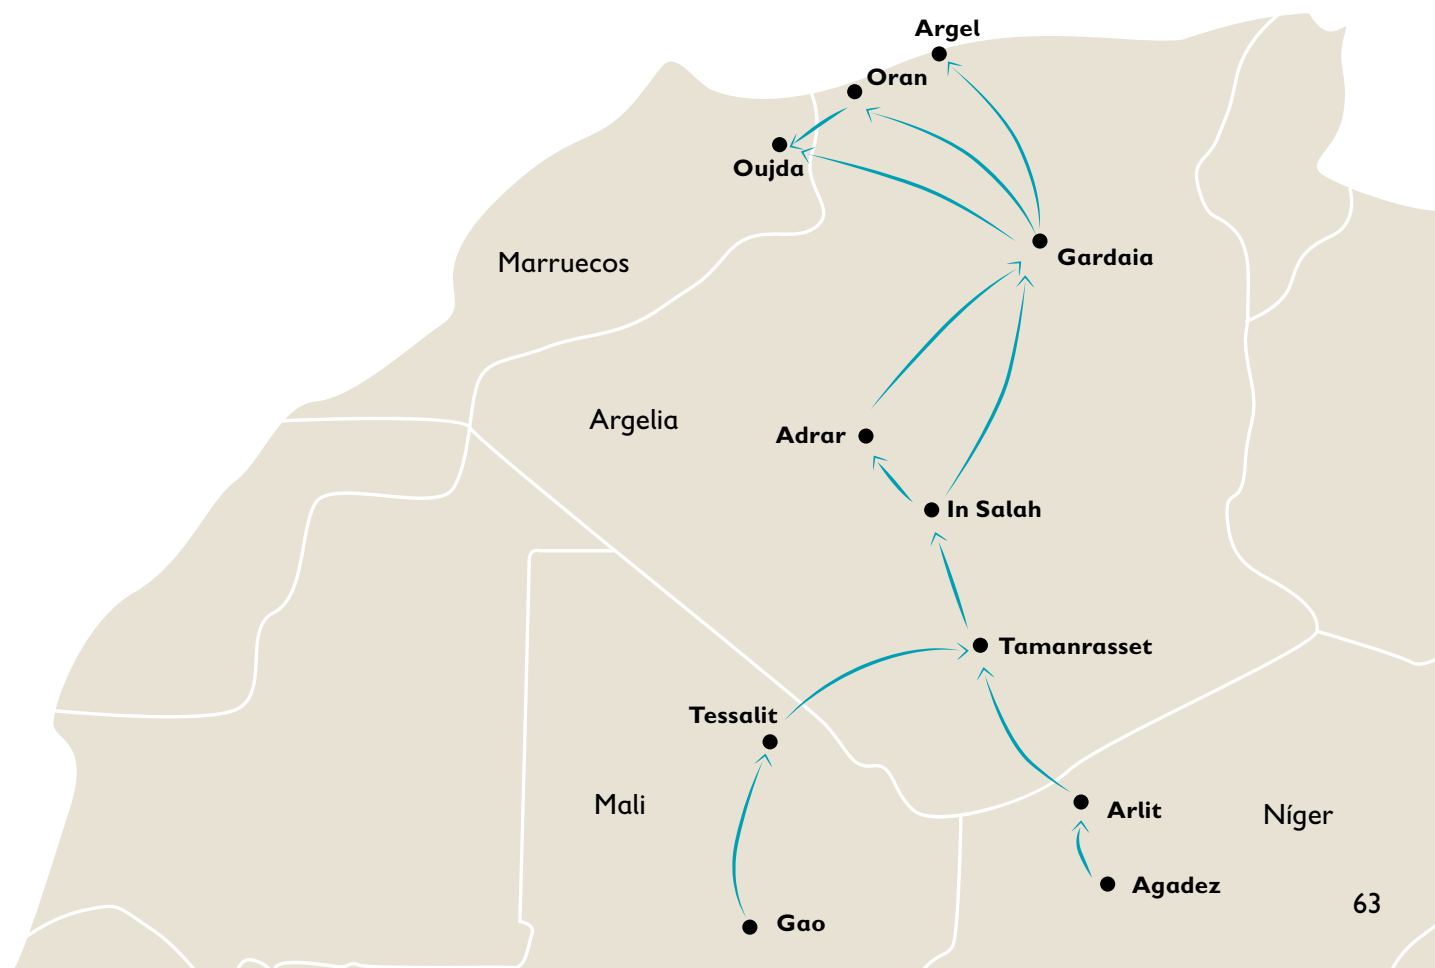 Argel
Oran
Oujda
Marruecos
Gardaia
Argelia
Adrar
In Salah
Tamanrasset
Tessalit
Mali
Arlit
Níger
Agadez
63
Gao